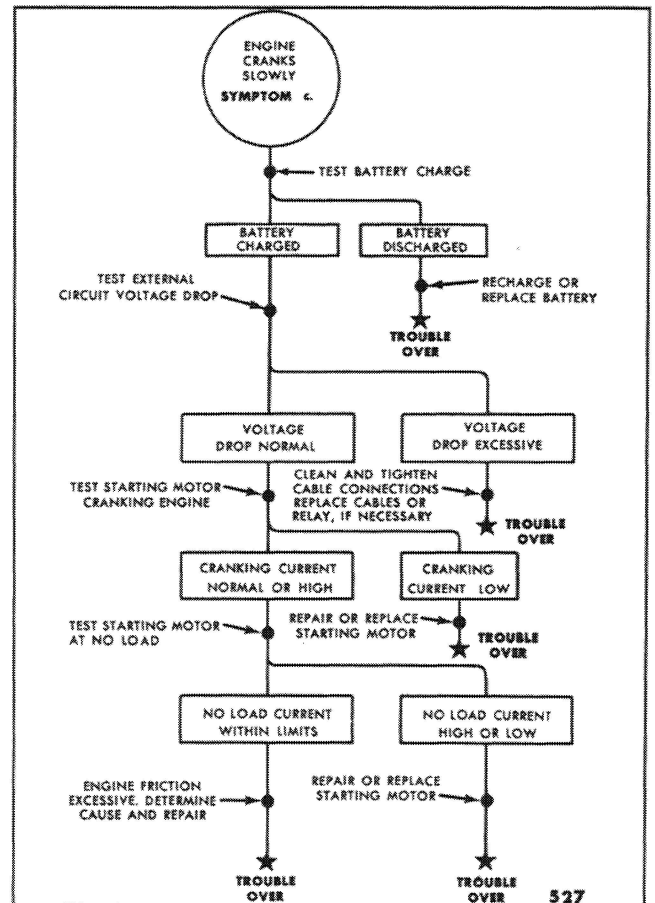 ENGINE
CRANKS
SLOWLY
SYMPTOM c.
TEST BATTERY CHARGE
BATTERY
CHARGED
BATTERY
DISCHARGED
TEST EXTERNAL
CIRCUIT VOLTAGE DROP
RECHARGE OR
REPLACE BATTERY
TROUBLE
OVER
VOLTAGE
DROP NORMAL
VOLTAGE
DROP EXCESSIVE
TEST STARTING MOTOR
CRANKING ENGINE
CLEAN AND TIGHTEN
CABLE CONNECTIONS
REPLACE CABLES OR
RELAY, IF NECESSARY
TROUBLE
OVER
CRANKING CURRENT
NORMAL OR HIGH
CRANKING
CURRENT LOW
TEST STARTING MOTOR
AT NO LOAD
REPAIR OR REPLACE
STARTING MOTOR
TROUBLE
OVER
NO LOAD CURRENT
WITHIN LIMITS
NO LOAD CURRENT
HIGH OR LOW
ENGINE FRICTION
EXCESSIVE. DETERMINE
CAUSE AND REPAIR
REPAIR OR REPLACE
STARTING MOTOR
TROUBLE
OVER
TROUBLE
OVER
527